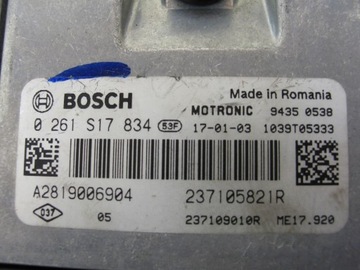 BOSCH Made in Romania
MOTRONIC 9435 0538
0 261 S17 834 53F 17-01-03 1039T05333
A2819006904 237105821R
D37 05 237109010R ME17.920